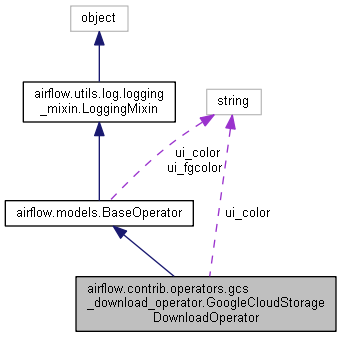 object
airflow.utils.log.logging
_mixin.LoggingMixin
string
ui_color
ui_fgcolor
airflow.models.BaseOperator
ui_color
airflow.contrib.operators.gcs
_download_operator.GoogleCloudStorage
DownloadOperator